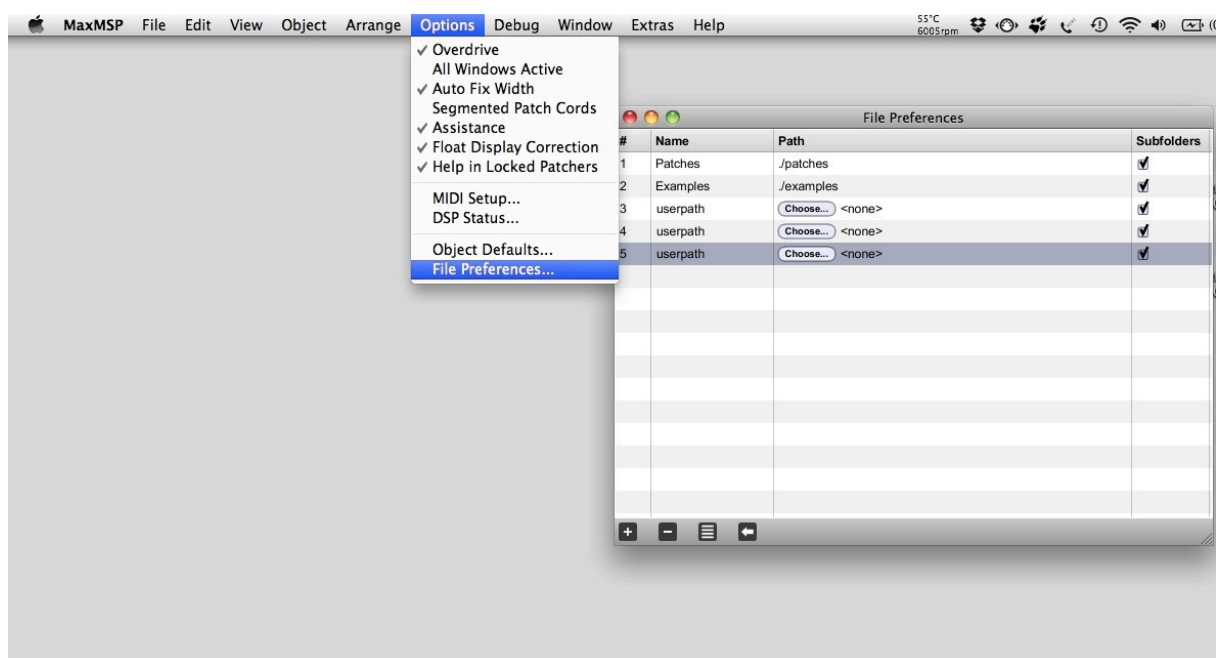 MaxMSP File Edit View Object Arrange Options Debug Window Extras Help 55°C
6005rpm
✓ Overdrive
All Windows Active
✓ Auto Fix Width
Segmented Patch Cords
✓ Assistance
✓ Float Display Correction
✓ Help in Locked Patchers
MIDI Setup...
DSP Status...
Object Defaults...
File Preferences...
File Preferences
# Name Path Subfolders
1 Patches ./patches
2 Examples ./examples
3 userpath Choose... <none>
4 userpath Choose... <none>
5 userpath Choose... <none>